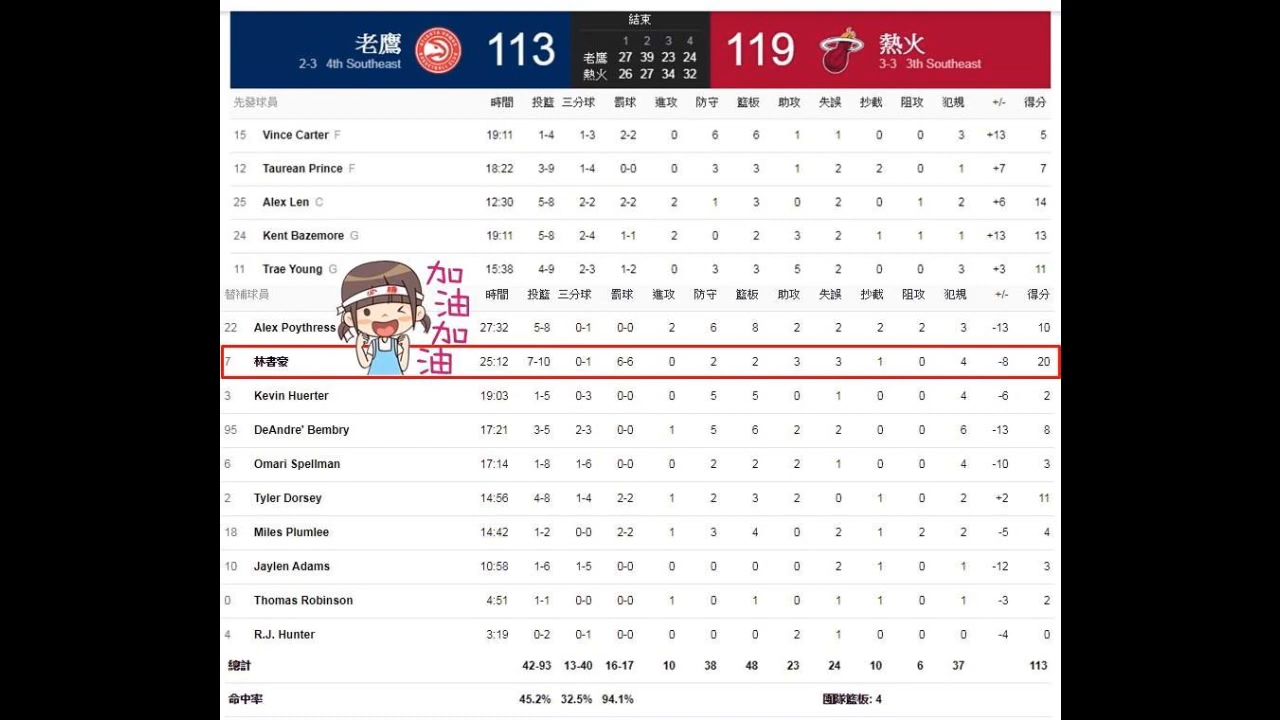 結束
老鷹 113 119 熱火
2-3 4th Southeast 3-3 3th Southeast
1 2 3 4
老鷹 27 39 23 24
熱火 26 27 34 32
先發球員 時間 投籃 三分球 罰球 進攻 防守 籃板 助攻 失誤 抄截 阻攻 犯規 +/- 得分
15 Vince Carter F 19:11 1-4 1-3 2-2 0 6 6 1 1 0 0 3 +13 5
12 Taurean Prince F 18:22 3-9 1-4 0-0 3 3 1 2 2 0 1 +7 7
25 Alex Len C 12:30 5-8 2-2 2-2 2 1 3 0 2 0 1 2 +6 14
24 Kent Bazemore G 19:11 5-8 2-4 1-1 2 0 2 3 2 1 1 1 +13 13
11 Trae Young G 15:38 4-9 2-3 1-2 0 3 3 5 2 0 0 3 +3 11
替補球員 時間 投籃 三分球 罰球 進攻 防守 籃板 助攻 失誤 抄截 阻攻 犯規 +/- 得分
22 Alex Poythress 27:32 5-8 0-1 0-0 2 6 8 2 2 2 2 3 -13 10
7 林書豪 25:12 7-10 0-1 6-6 0 2 2 3 3 1 0 4 -8 20
3 Kevin Huerter 19:03 1-5 0-3 0-0 0 5 5 0 1 0 0 4 -6 2
95 DeAndre' Bembry 17:21 3-5 2-3 0-0 1 5 6 2 2 0 0 6 -13 8
6 Omari Spellman 17:14 1-8 1-6 0-0 0 2 2 2 1 0 0 4 -10 3
2 Tyler Dorsey 14:56 4-8 1-4 2-2 1 2 3 2 0 1 0 2 +2 11
18 Miles Plumlee 14:42 1-2 0-0 2-2 1 3 4 0 2 1 2 2 -5 4
10 Jaylen Adams 10:58 1-6 1-5 0-0 0 0 0 0 2 1 0 1 -12 3
0 Thomas Robinson 4:51 1-1 0-0 0-0 1 0 1 0 1 1 0 1 -3 2
4 R.J. Hunter 3:19 0-2 0-1 0-0 0 0 0 2 1 0 0 0 -4 0
總計 42-93 13-40 16-17 10 38 48 23 24 10 6 37 113
命中率 45.2% 32.5% 94.1% 團隊籃板: 4
加油加油